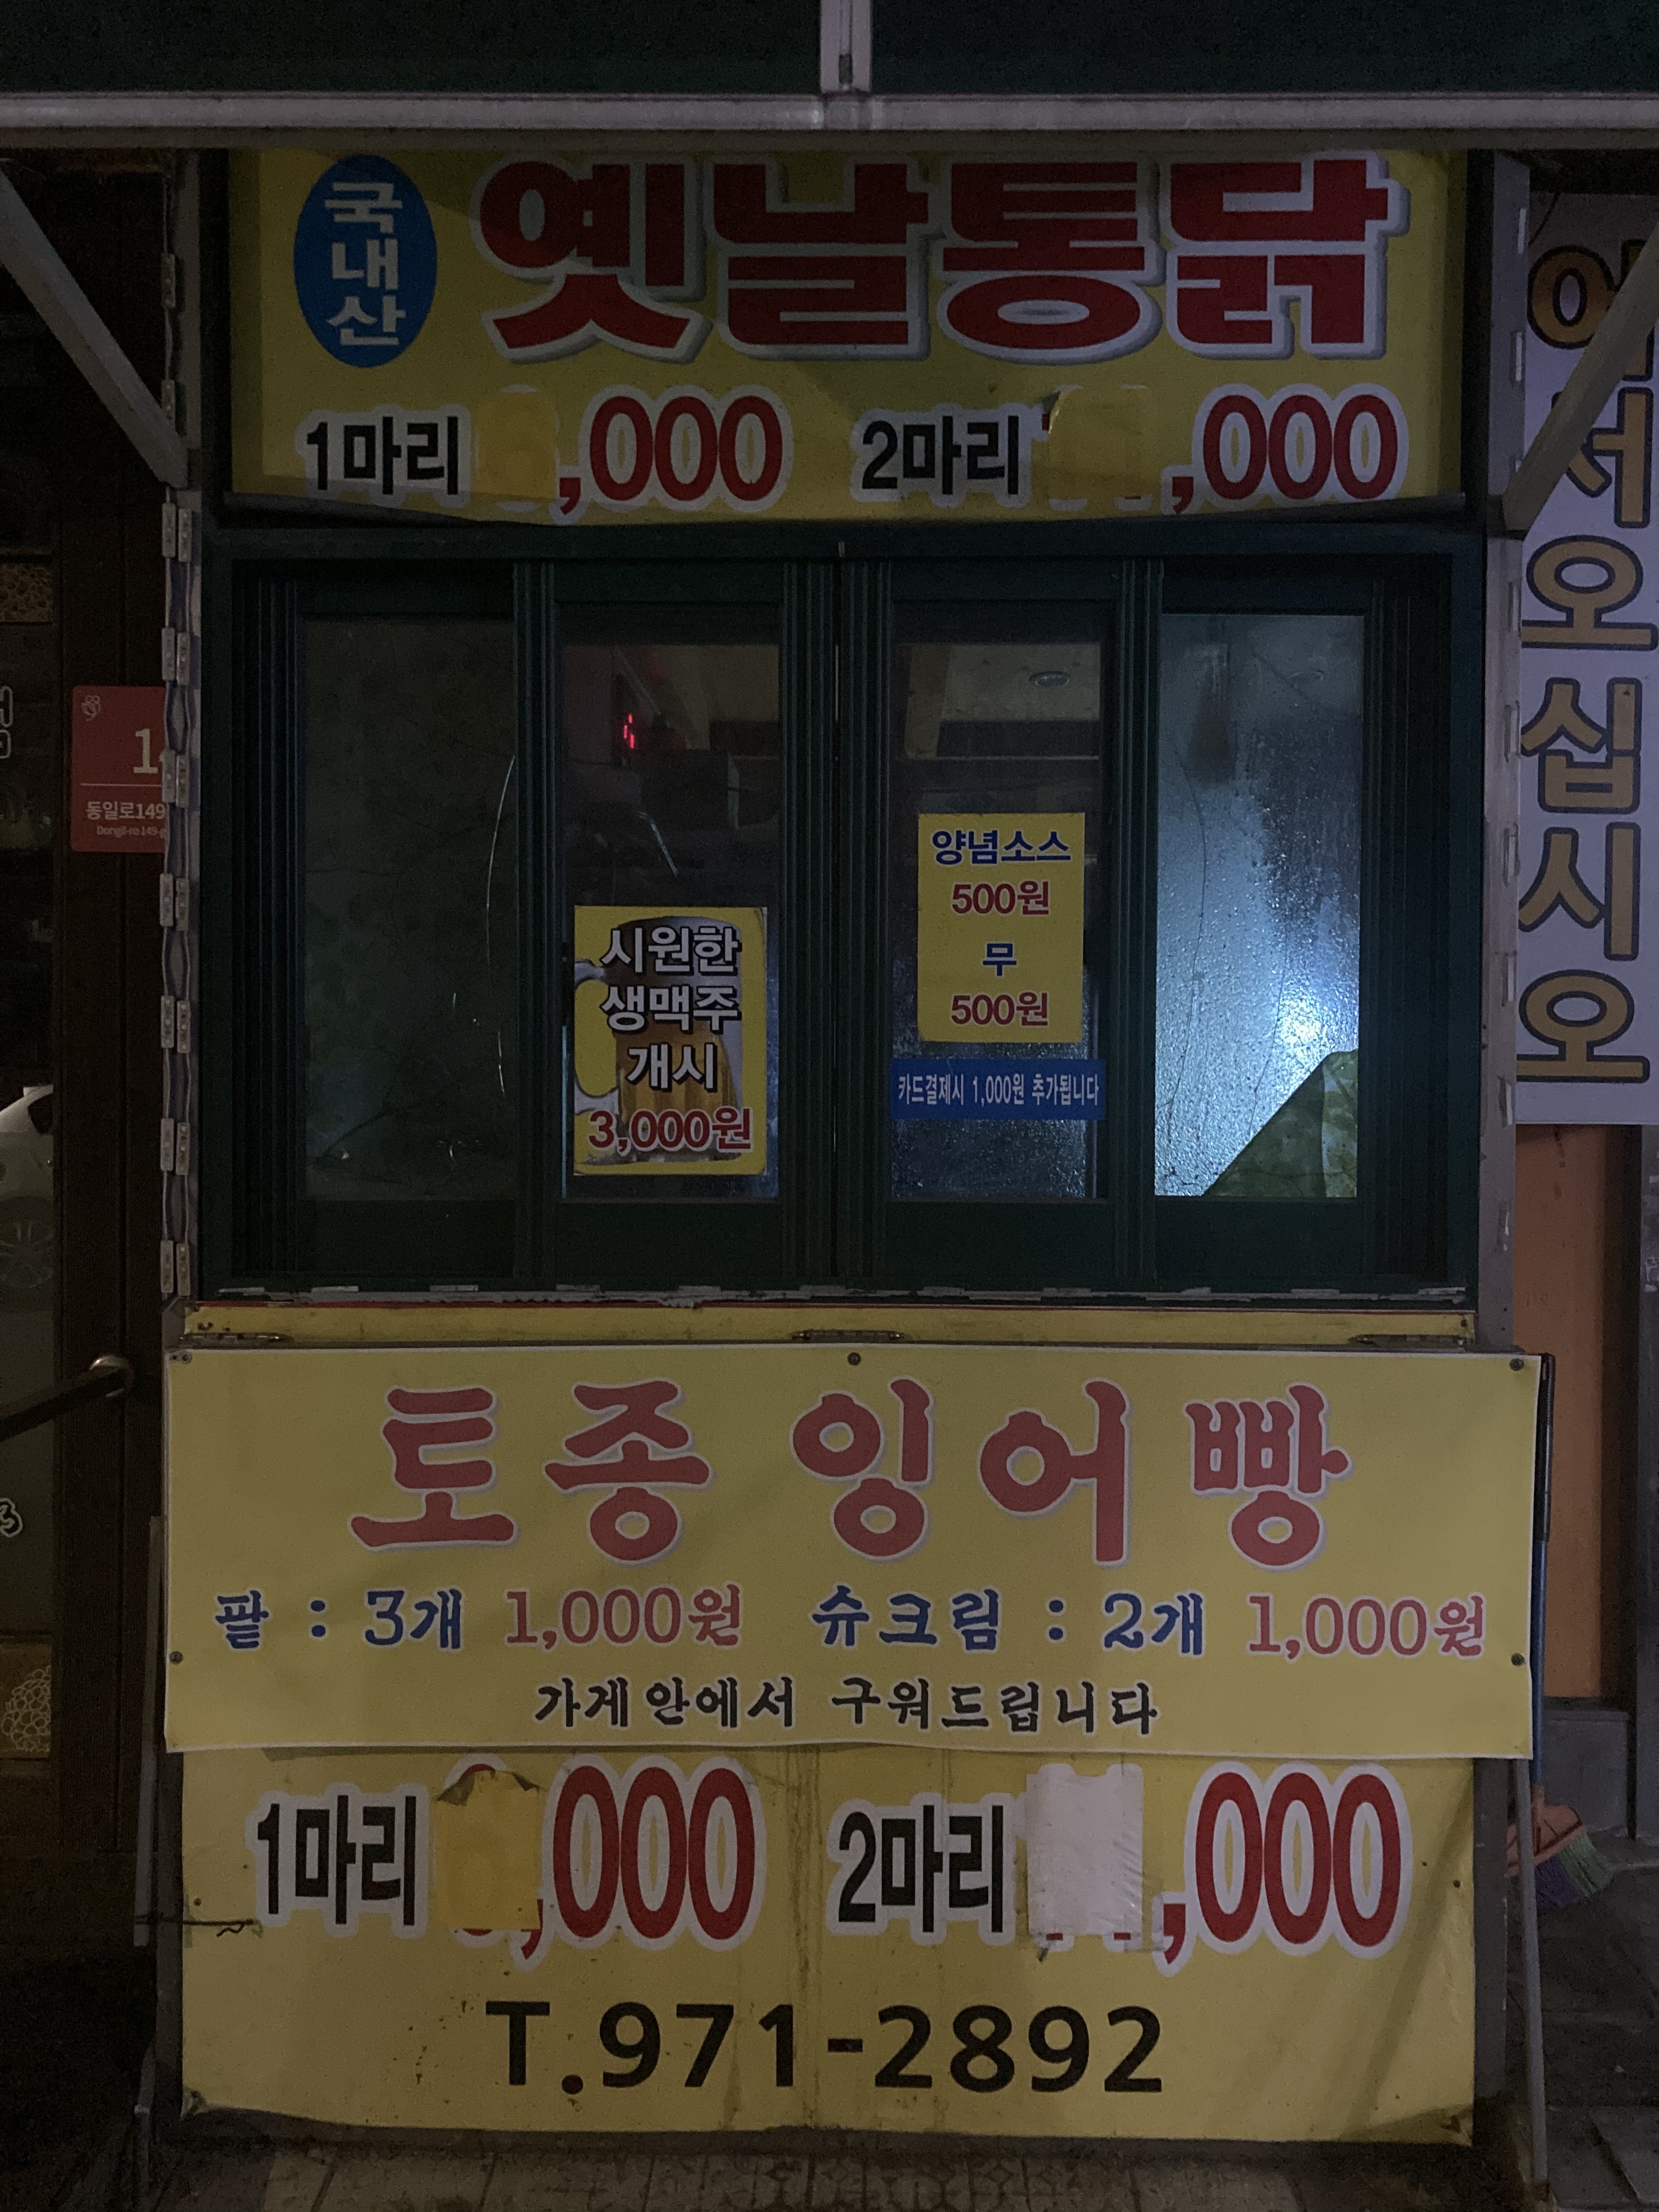 국내산
옛날통닭
1마리 ,000 2마리 ,000
어서오십시오
동일로149
Dongil-ro 149-g
양념소스
500원
무
500원
카드결제시 1,000원 추가됩니다
시원한
생맥주
개시
3,000원
토종 잉어빵
팥 : 3개 1,000원 슈크림 : 2개 1,000원
가게안에서 구워드립니다
1마리 ,000 2마리 ,000
T.971-2892